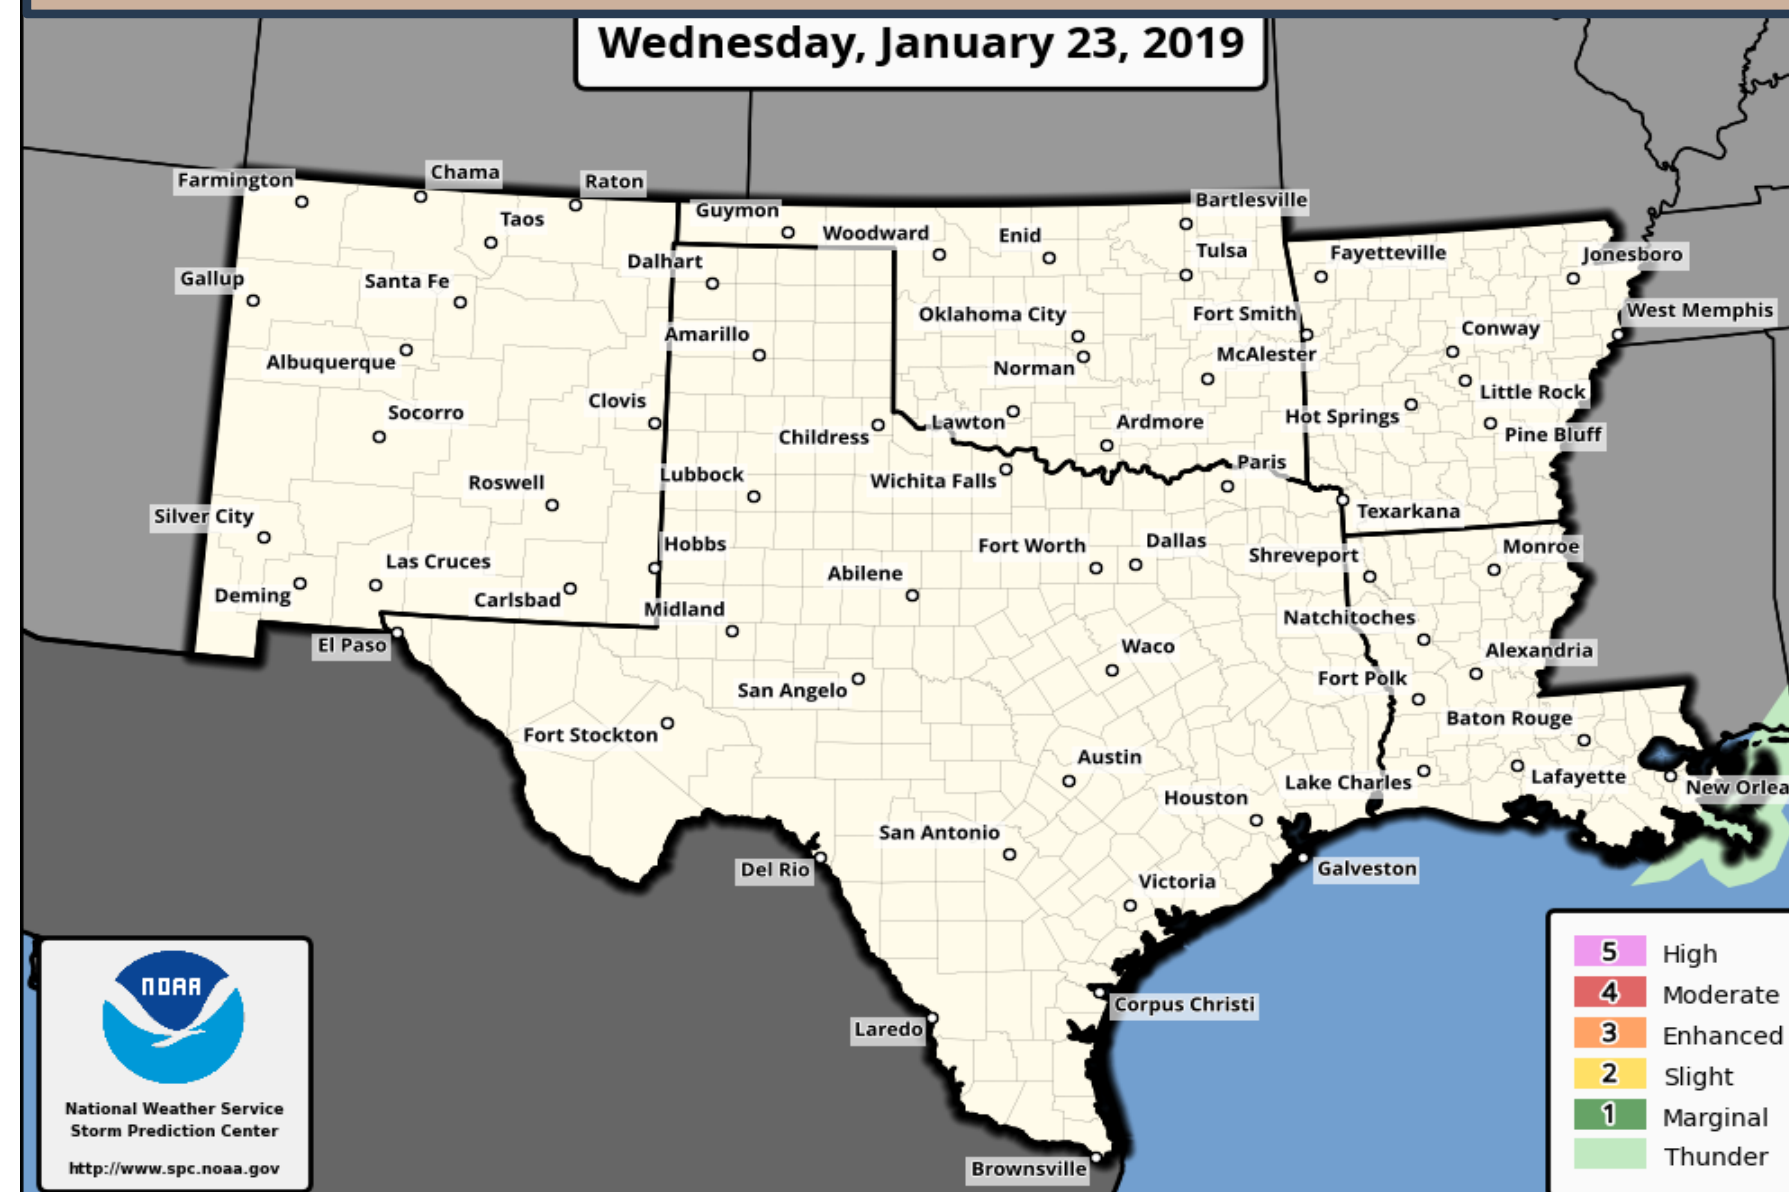 Wednesday, January 23, 2019
Farmington
Chama
Raton
Taos
Guymon
Woodward
Enid
Bartlesville
Tulsa
Fayetteville
Jonesboro
Gallup
Santa Fe
Dalhart
Oklahoma City
Fort Smith
West Memphis
Amarillo
Conway
Albuquerque
Norman
McAlester
Little Rock
Socorro
Clovis
Childress
Lawton
Ardmore
Hot Springs
Pine Bluff
Roswell
Lubbock
Wichita Falls
Paris
Silver City
Texarkana
Las Cruces
Hobbs
Fort Worth
Dallas
Shreveport
Monroe
Deming
Carlsbad
Abilene
Midland
Natchitoches
El Paso
Waco
Alexandria
San Angelo
Fort Polk
Fort Stockton
Baton Rouge
Austin
Lake Charles
Lafayette
New Orlea
Houston
San Antonio
Del Rio
Galveston
Victoria
Corpus Christi
Laredo
Brownsville
NOAA
National Weather Service
Storm Prediction Center
http://www.spc.noaa.gov
5 High
4 Moderate
3 Enhanced
2 Slight
1 Marginal
Thunder